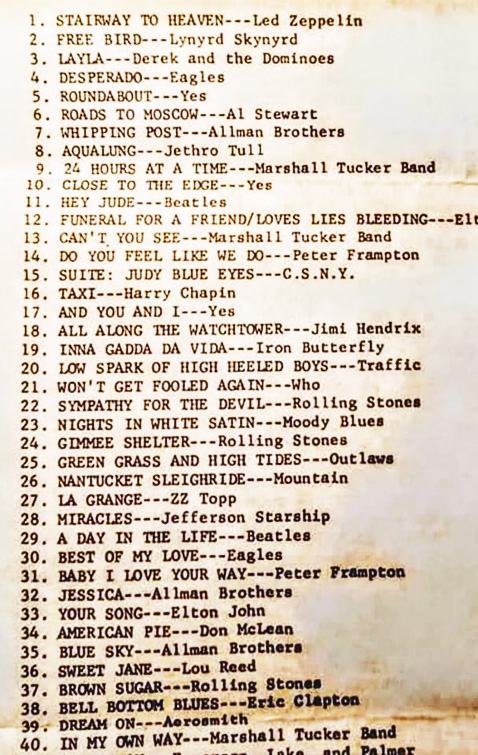 1. STAIRWAY TO HEAVEN---Led Zeppelin
2. FREE BIRD---Lynyrd Skynyrd
3. LAYLA---Derek and the Dominoes
4. DESPERADO---Eagles
5. ROUNDABOUT---Yes
6. ROADS TO MOSCOW---Al Stewart
7. WHIPPING POST---Allman Brothers
8. AQUALUNG---Jethro Tull
9. 24 HOURS AT A TIME---Marshall Tucker Band
10. CLOSE TO THE EDGE---Yes
11. HEY JUDE---Beatles
12. FUNERAL FOR A FRIEND/LOVES LIES BLEEDING---Elt
13. CAN'T YOU SEE---Marshall Tucker Band
14. DO YOU FEEL LIKE WE DO---Peter Frampton
15. SUITE: JUDY BLUE EYES---C.S.N.Y.
16. TAXI---Harry Chapin
17. AND YOU AND I---Yes
18. ALL ALONG THE WATCHTOWER---Jimi Hendrix
19. INNA GADDA DA VIDA---Iron Butterfly
20. LOW SPARK OF HIGH HEELED BOYS---Traffic
21. WON'T GET FOOLED AGAIN---Who
22. SYMPATHY FOR THE DEVIL---Rolling Stones
23. NIGHTS IN WHITE SATIN---Moody Blues
24. GIMMEE SHELTER---Rolling Stones
25. GREEN GRASS AND HIGH TIDES---Outlaws
26. NANTUCKET SLEIGHRIDE---Mountain
27. LA GRANGE---ZZ Topp
28. MIRACLES---Jefferson Starship
29. A DAY IN THE LIFE---Beatles
30. BEST OF MY LOVE---Eagles
31. BABY I LOVE YOUR WAY---Peter Frampton
32. JESSICA---Allman Brothers
33. YOUR SONG---Elton John
34. AMERICAN PIE---Don McLean
35. BLUE SKY---Allman Brothers
36. SWEET JANE---Lou Reed
37. BROWN SUGAR---Rolling Stones
38. BELL BOTTOM BLUES---Eric Clapton
39. DREAM ON---Aerosmith
40. IN MY OWN WAY---Marshall Tucker Band
Lake, and Palmer